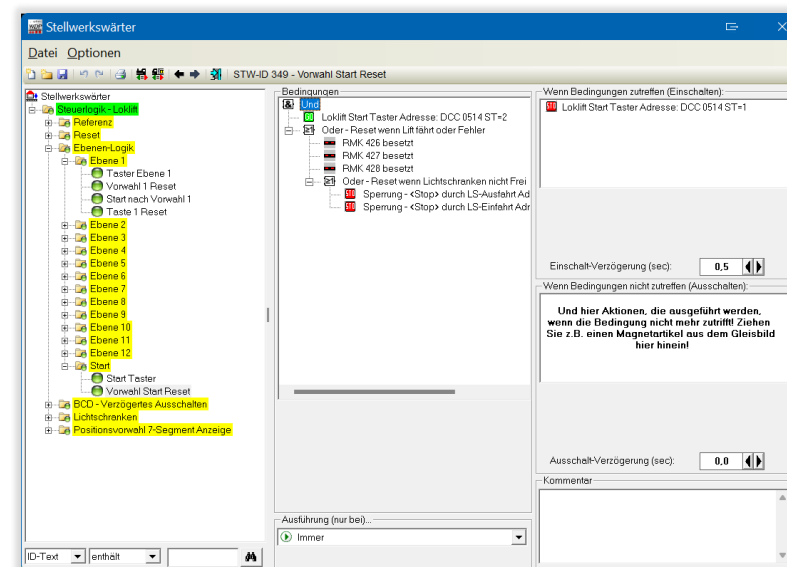 Stellwerkswärter
Datei Optionen
STW-ID 349 - Vorwahl Start Reset
Stellwerkswärter
Steuerlogik - Loklift
Referenz
Reset
Ebenen-Logik
Ebene 1
Taster Ebene 1
Vorwahl 1 Reset
Start nach Vorwahl 1
Taste 1 Reset
Ebene 2
Ebene 3
Ebene 4
Ebene 5
Ebene 6
Ebene 7
Ebene 8
Ebene 9
Ebene 10
Ebene 11
Ebene 12
Start
Start Taster
Vorwahl Start Reset
BCD - Verzögertes Ausschalten
Lichtschranken
Positionsvorwahl 7-Segment Anzeige
ID-Text enthält
Bedingungen
& Und
Loklift Start Taster Adresse: DCC 0514 ST=2
≥1 Oder - Reset wenn Lift fährt oder Fehler
RMK 426 besetzt
RMK 427 besetzt
RMK 428 besetzt
≥1 Oder - Reset wenn Lichtschranken nicht Frei
STO Sperrung - <Stop> durch LS-Ausfahrt Ad
STO Sperrung - <Stop> durch LS-Einfahrt Adr
Ausführung (nur bei)...
Immer
Wenn Bedingungen zutreffen (Einschalten):
STO Loklift Start Taster Adresse: DCC 0514 ST=1
Einschalt-Verzögerung (sec): 0,5
Wenn Bedingungen nicht zutreffen (Ausschalten):
Und hier Aktionen, die ausgeführt werden,
wenn die Bedingung nicht mehr zutrifft! Ziehen
Sie z.B. einen Magnetartikel aus dem Gleisbild
hier hinein!
Ausschalt-Verzögerung (sec): 0,0
Kommentar